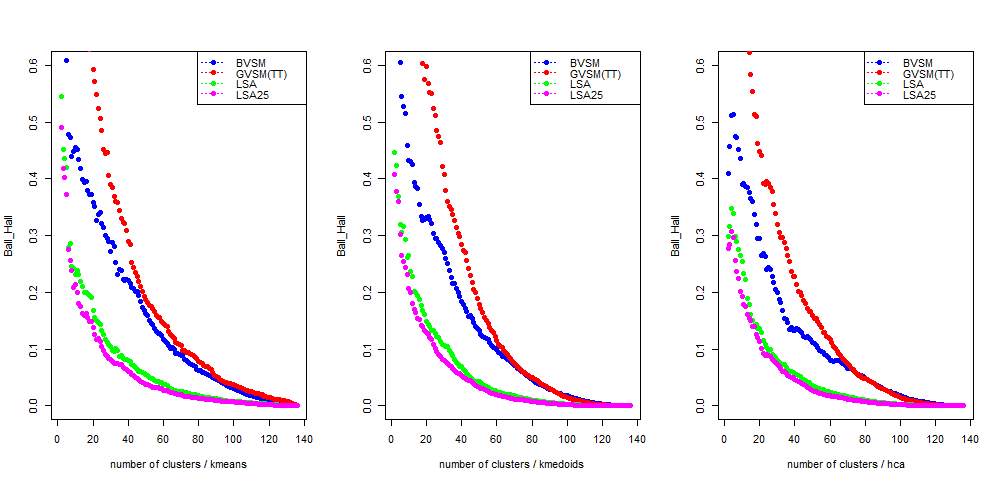 BVSM
GVSM(TT)
LSA
LSA25
Ball_Hall
0.0 0.1 0.2 0.3 0.4 0.5 0.6
0 20 40 60 80 100 120 140
number of clusters / kmeans
BVSM
GVSM(TT)
LSA
LSA25
Ball_Hall
0.0 0.1 0.2 0.3 0.4 0.5 0.6
0 20 40 60 80 100 120 140
number of clusters / kmedoids
BVSM
GVSM(TT)
LSA
LSA25
Ball_Hall
0.0 0.1 0.2 0.3 0.4 0.5 0.6
0 20 40 60 80 100 120 140
number of clusters / hca